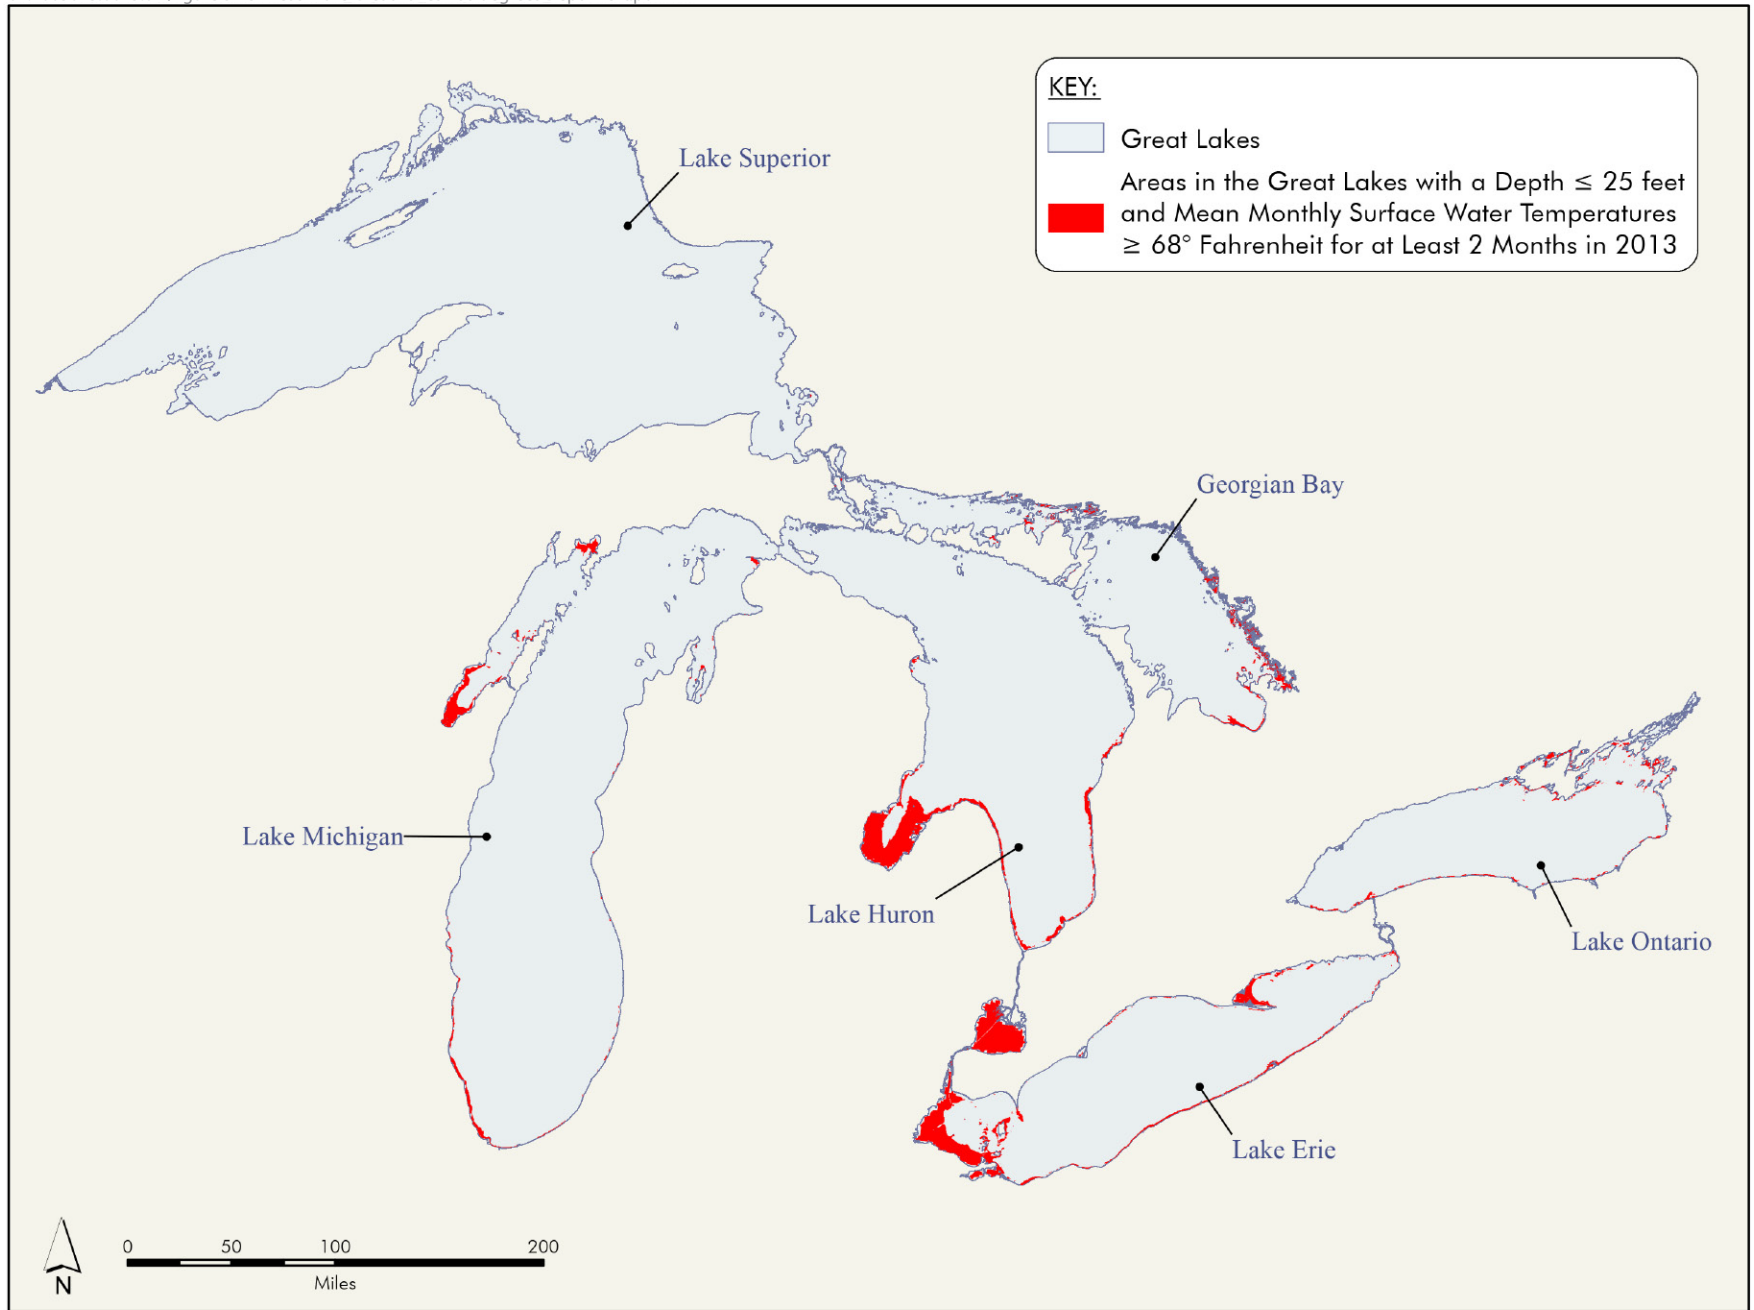 KEY:
Great Lakes
Areas in the Great Lakes with a Depth ≤ 25 feet
and Mean Monthly Surface Water Temperatures
≥ 68° Fahrenheit for at Least 2 Months in 2013
Lake Superior
Georgian Bay
Lake Michigan
Lake Huron
Lake Ontario
Lake Erie
0 50 100 200
Miles
N